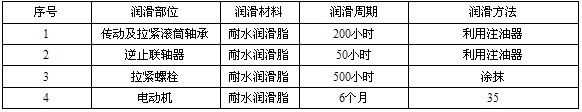 序号 润滑部位 润滑材料 润滑周期 润滑方法
1 传动及拉紧滚筒轴承 耐水润滑脂 200小时 利用注油器
2 逆止联轴器 耐水润滑脂 50小时 利用注油器
3 拉紧螺栓 耐水润滑脂 500小时 涂抹
4 电动机 耐水润滑脂 6个月 35